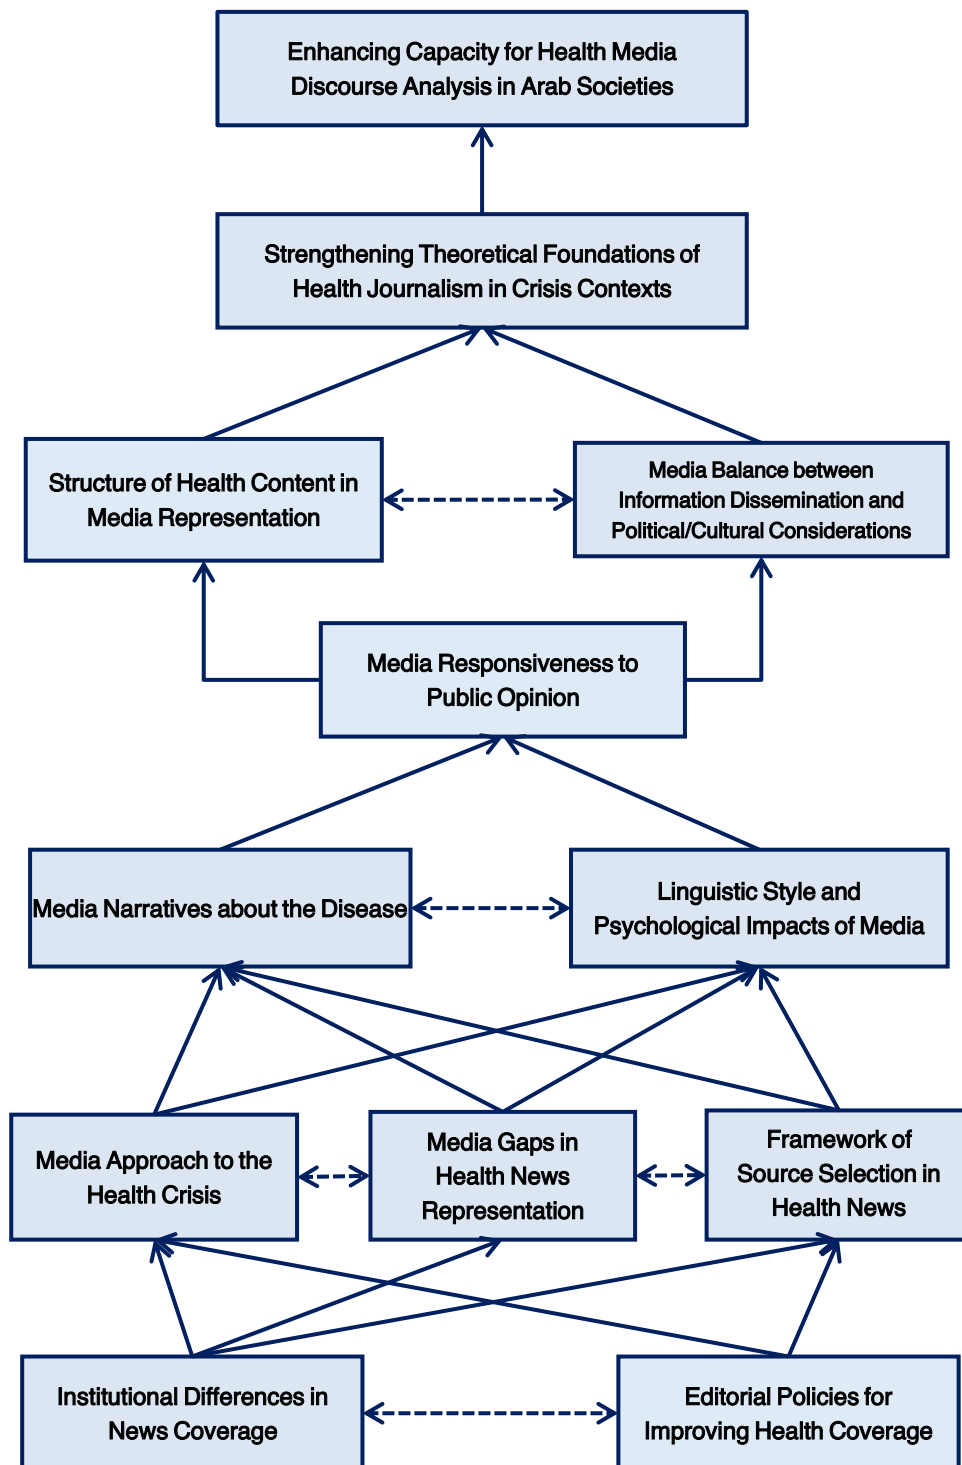 Enhancing Capacity for Health Media
Discourse Analysis in Arab Societies
Strengthening Theoretical Foundations of
Health Journalism in Crisis Contexts
Structure of Health Content in
Media Representation
Media Balance between
Information Dissemination and
Political/Cultural Considerations
Media Responsiveness to
Public Opinion
Media Narratives about the Disease
Linguistic Style and
Psychological Impacts of Media
Media Approach to the
Health Crisis
Media Gaps in
Health News
Representation
Framework of
Source Selection in
Health News
Institutional Differences in
News Coverage
Editorial Policies for
Improving Health Coverage